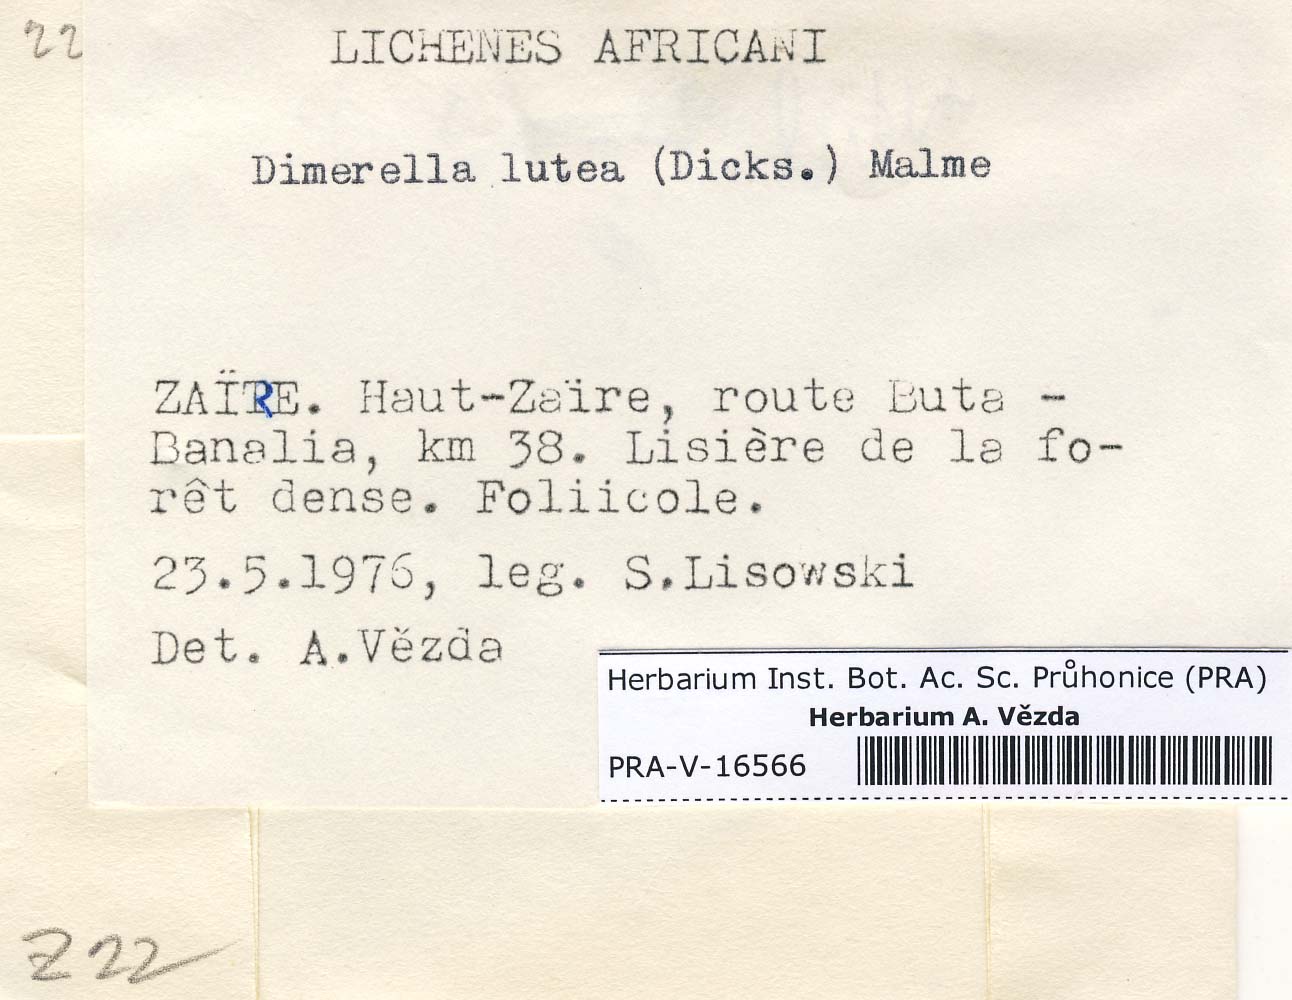 22
LICHENES AFRICANI
Dimerella lutea (Dicks.) Malme
ZAÏRE. Haut-Zaïre, route Buta -
Banalia, km 38. Lisière de la fo-
rêt dense. Foliicole.
23.5.1976, leg. S.Lisowski
Det. A.Vězda
Herbarium Inst. Bot. Ac. Sc. Průhonice (PRA)
Herbarium A. Vězda
PRA-V-16566
Z 22